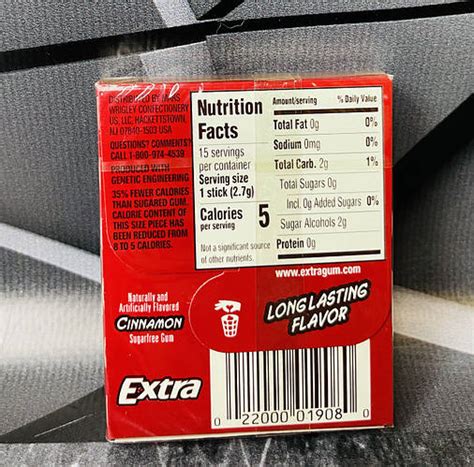 DISTRIBUTED BY MARS
WRIGLEY CONFECTIONERY
US, LLC, HACKETTSTOWN,
NJ 07840-1503 USA
QUESTIONS? COMMENTS?
CALL 1-800-974-4539
PRODUCED WITH
GENETIC ENGINEERING
35% FEWER CALORIES
THAN SUGARED GUM.
CALORIE CONTENT OF
THIS SIZE PIECE HAS
BEEN REDUCED FROM
8 TO 5 CALORIES.
Nutrition
Facts
15 servings
per container
Serving size
1 stick (2.7g)
Calories 5
per serving
Not a significant source
of other nutrients.
Amount/serving % Daily Value
Total Fat 0g 0%
Sodium 0mg 0%
Total Carb. 2g 1%
Total Sugars 0g
Incl. 0g Added Sugars 0%
Sugar Alcohols 2g
Protein 0g
www.extragum.com
LONG LASTING
FLAVOR
Naturally and
Artificially Flavored
CINNAMON
Sugarfree Gum
Extra
0 22000 01908 0